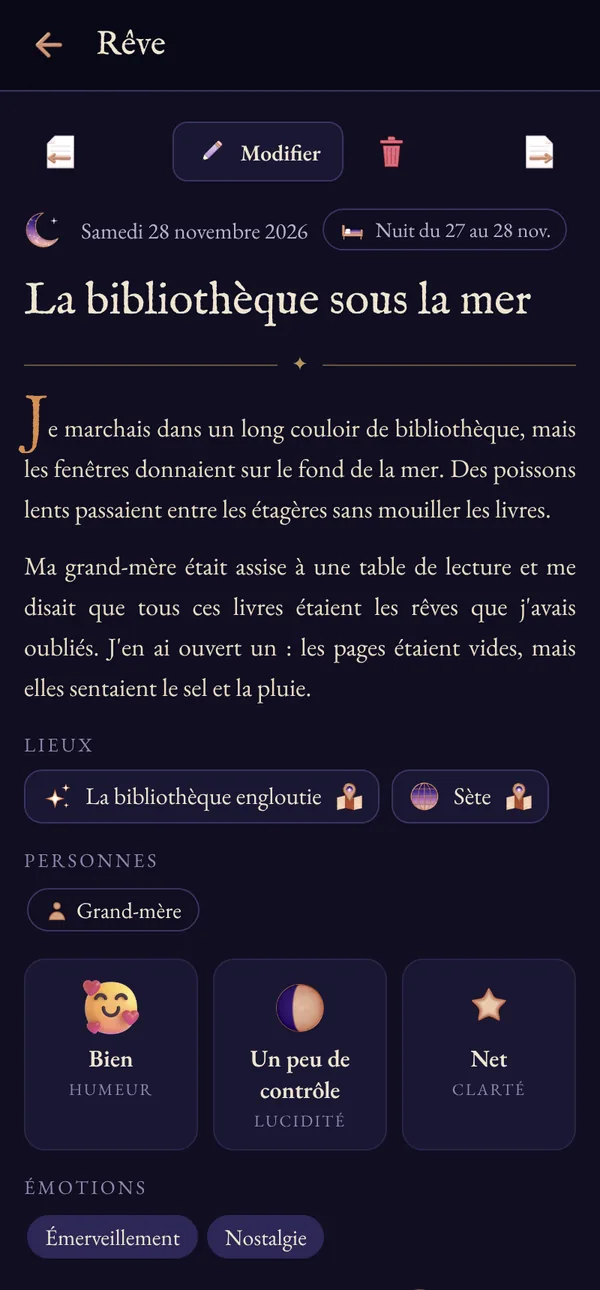 Rêve
Modifier
Samedi 28 novembre 2026
Nuit du 27 au 28 nov.
La bibliothèque sous la mer
Je marchais dans un long couloir de bibliothèque, mais
les fenêtres donnaient sur le fond de la mer. Des poissons
lents passaient entre les étagères sans mouiller les livres.
Ma grand-mère était assise à une table de lecture et me
disait que tous ces livres étaient les rêves que j'avais
oubliés. J'en ai ouvert un : les pages étaient vides, mais
elles sentaient le sel et la pluie.
LIEUX
La bibliothèque engloutie
Sète
PERSONNES
Grand-mère
Bien
HUMEUR
Un peu de
contrôle
LUCIDITÉ
Net
CLARTÉ
ÉMOTIONS
Émerveillement
Nostalgie